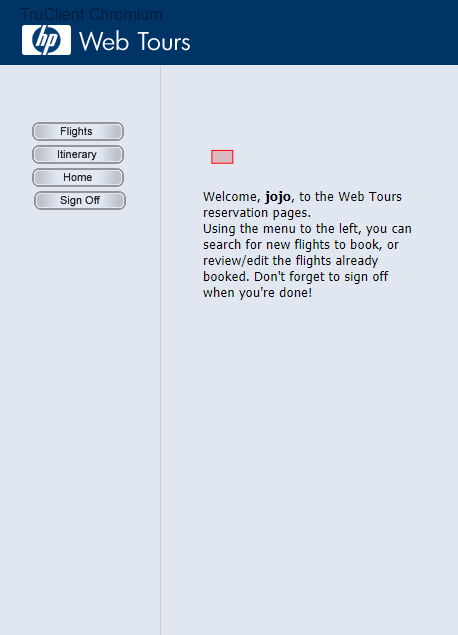 TruClient Chromium
hp Web Tours
Flights
Itinerary
Home
Sign Off
Welcome, jojo, to the Web Tours
reservation pages.
Using the menu to the left, you can
search for new flights to book, or
review/edit the flights already
booked. Don't forget to sign off
when you're done!